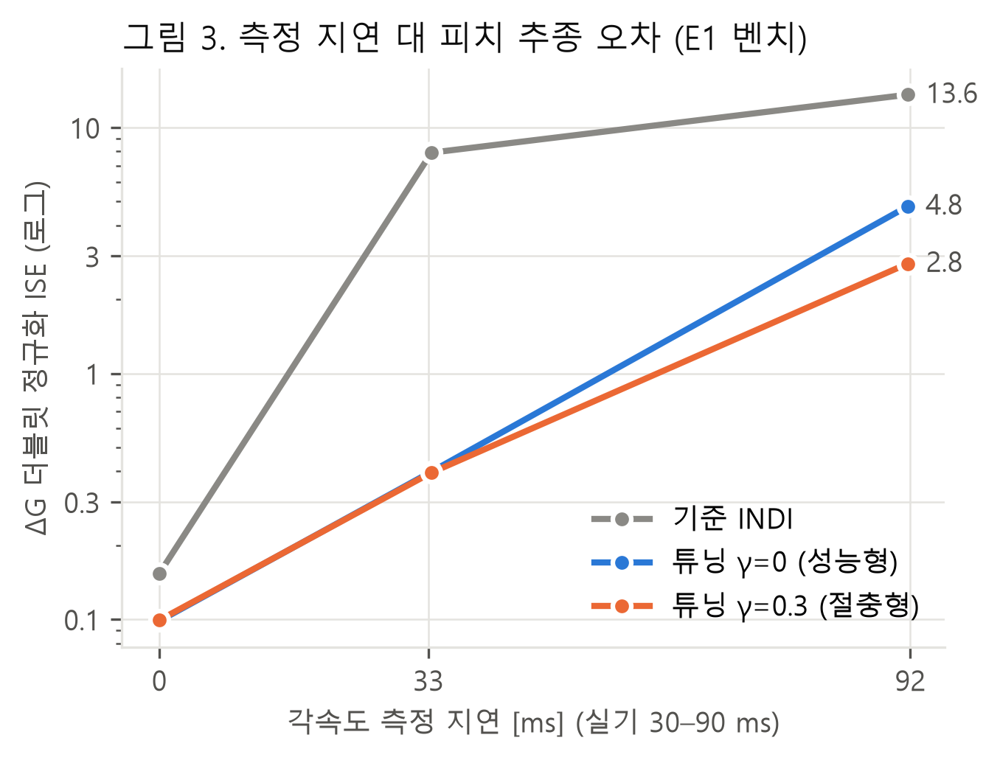 그림 3. 측정 지연 대 피치 추종 오차 (E1 벤치)
13.6
10
4.8
3
2.8
1
0.3
0.1
ΔG 더블릿 정규화 ISE (로그)
기준 INDI
튜닝 γ=0 (성능형)
튜닝 γ=0.3 (절충형)
0 33 92
각속도 측정 지연 [ms] (실기 30–90 ms)